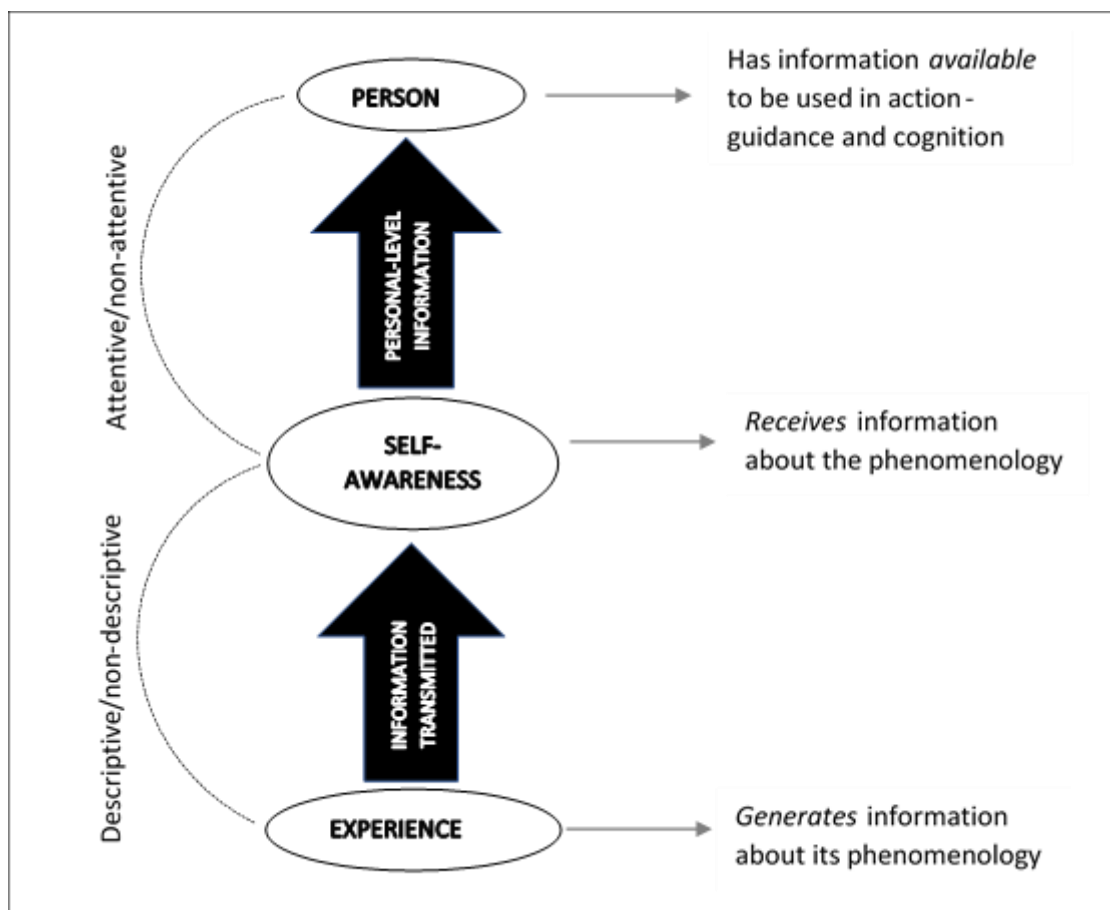 PERSON
Has information available
to be used in action-
guidance and cognition
Attentive/non-attentive
PERSONAL-LEVEL
INFORMATION
SELF-
AWARENESS
Receives information
about the phenomenology
Descriptive/non-descriptive
INFORMATION
TRANSMITTED
EXPERIENCE
Generates information
about its phenomenology